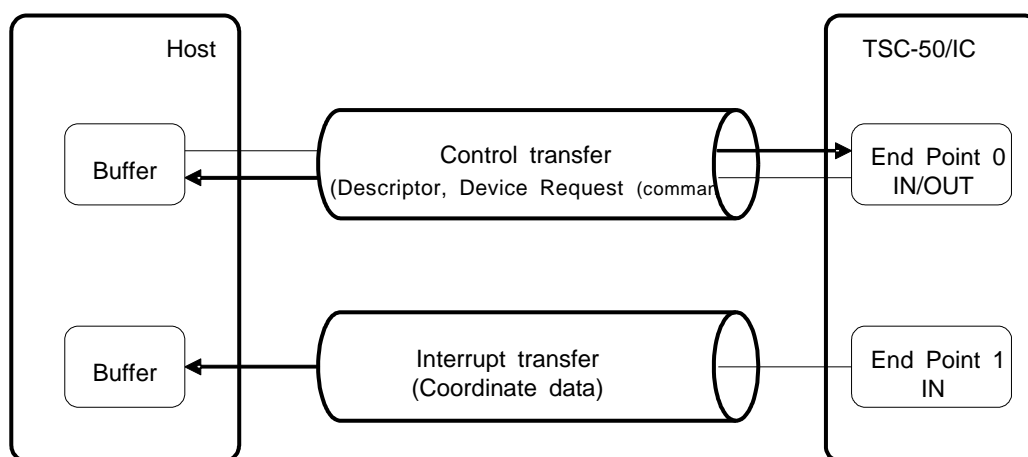 Host
TSC-50/IC
Buffer
Control transfer
(Descriptor, Device Request (comman
End Point 0
IN/OUT
Buffer
Interrupt transfer
(Coordinate data)
End Point 1
IN